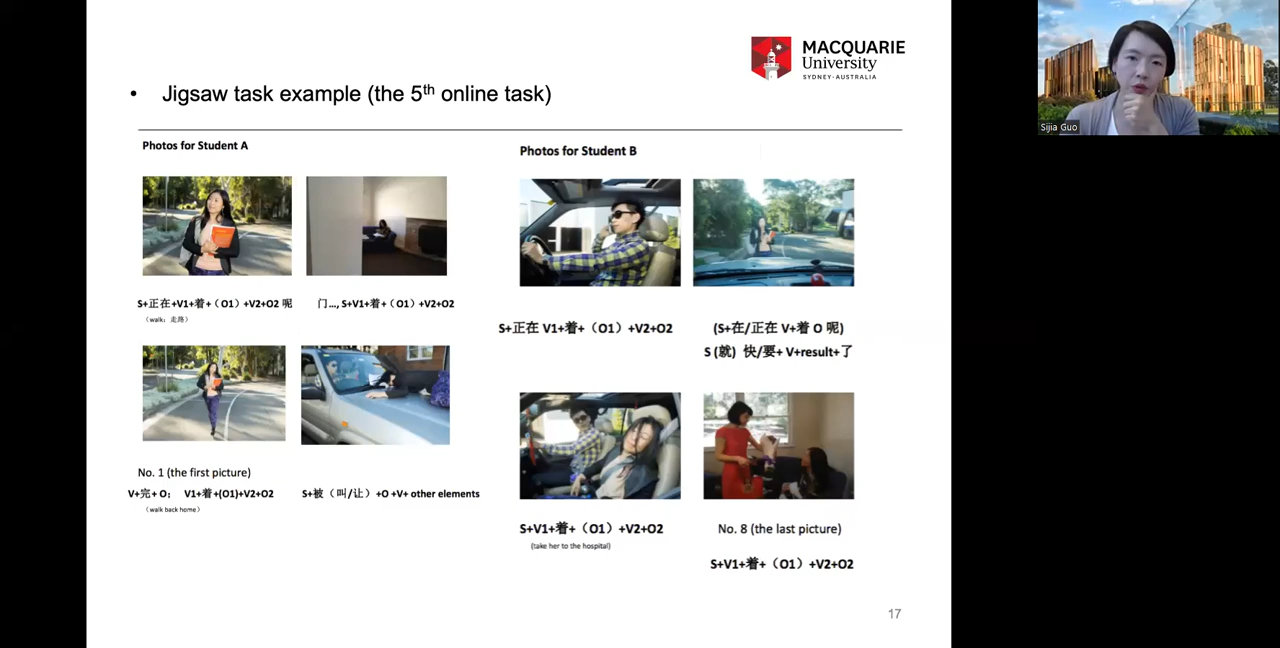 MACQUARIE
University
SYDNEY-AUSTRALIA
• Jigsaw task example (the 5th online task)
Photos for Student A
S+正在+V1+着+（O1）+V2+O2 呢
（walk：走路）
门..., S+V1+着+（O1）+V2+O2
No. 1 (the first picture)
V+完+ O； V1+着+(O1)+V2+O2
（walk back home）
S+被（叫/让）+O +V+ other elements
Photos for Student B
S+正在 V1+着+（O1）+V2+O2
(S+在/正在 V+着 O 呢)
S (就) 快/要+ V+result+了
S+V1+着+（O1）+V2+O2
(take her to the hospital)
No. 8 (the last picture)
S+V1+着+（O1）+V2+O2
17
Sijia Guo